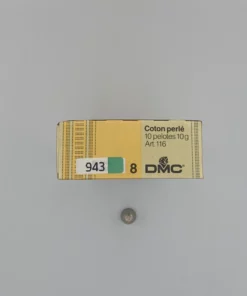 Coton perlé
10 pelotes 10g
Art. 116
943 8 DMC